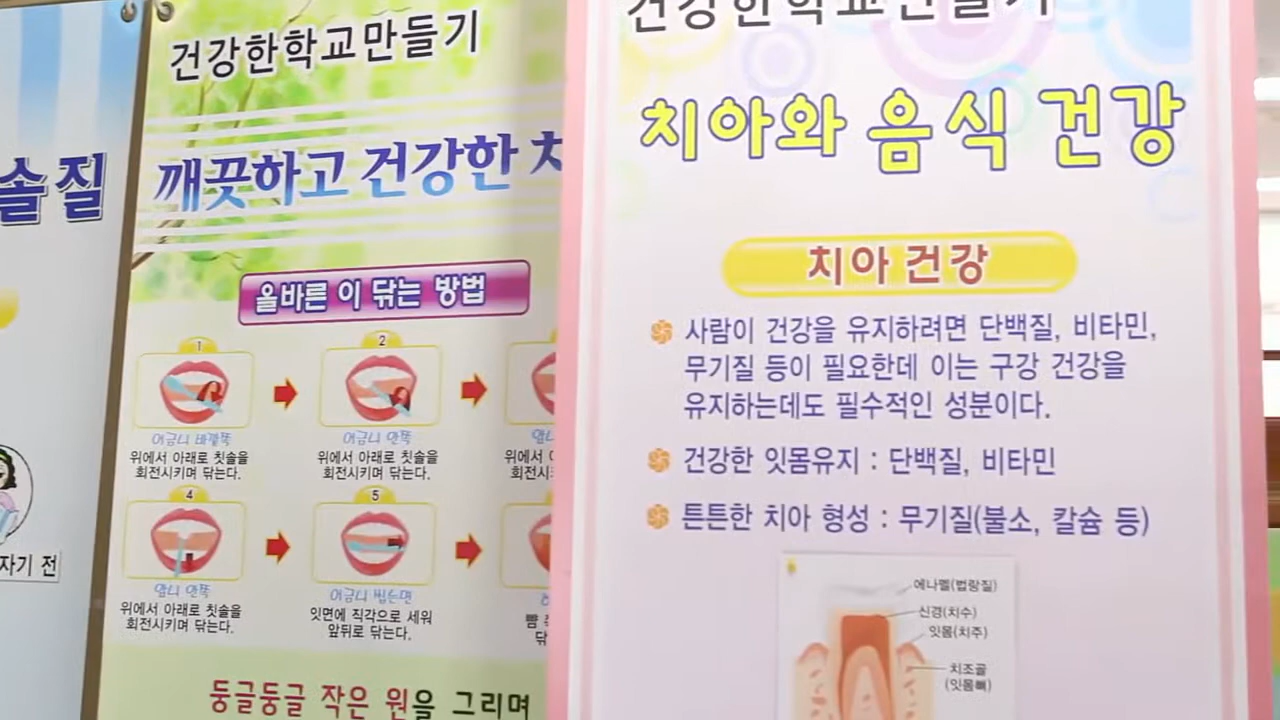 솔질
자기 전
건강한학교만들기
깨끗하고 건강한
올바른 이 닦는 방법
1
2
어금니 바깥쪽
어금니 안쪽
위에서 아래로 칫솔을
회전시키며 닦는다.
위에서 아래로 칫솔을
회전시키며 닦는다.
위에서
회전시
4
5
앞니 안쪽
어금니 씹는면
위에서 아래로 칫솔을
회전시키며 닦는다.
잇면에 직각으로 세워
앞뒤로 닦는다.
둥글둥글 작은 원을 그리며
건강한학교만들기
치아와 음식 건강
치아 건강
사람이 건강을 유지하려면 단백질, 비타민,
무기질 등이 필요한데 이는 구강 건강을
유지하는데도 필수적인 성분이다.
건강한 잇몸유지 : 단백질, 비타민
튼튼한 치아 형성 : 무기질(불소, 칼슘 등)
에나멜(법랑질)
신경(치수)
잇몸(치주)
치조골
(잇몸뼈)